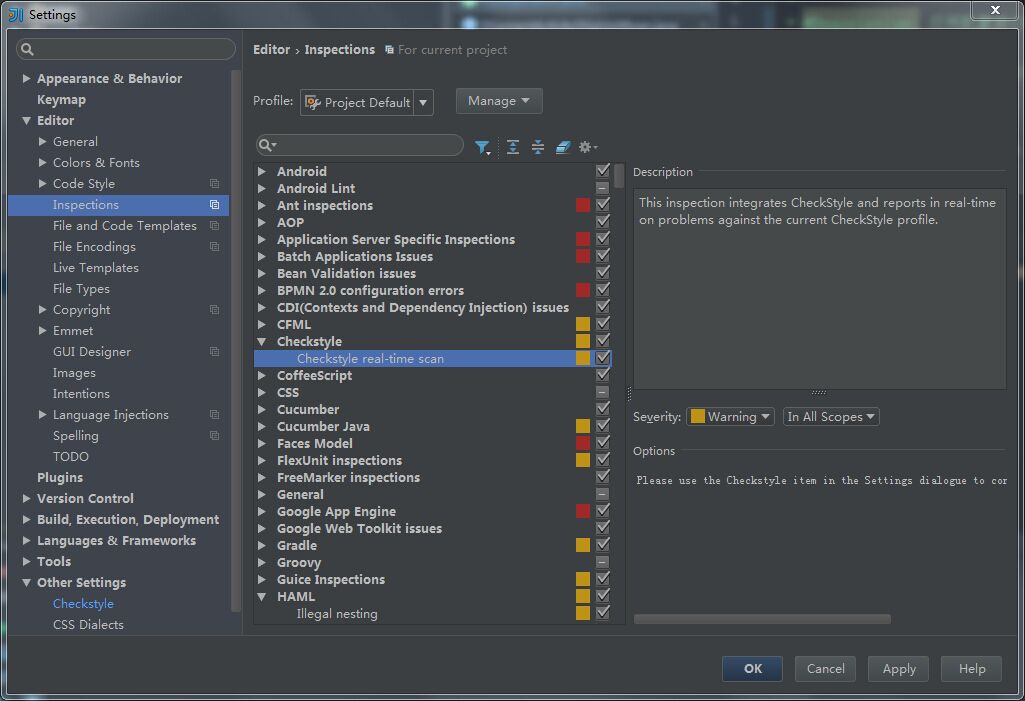 Settings
Editor › Inspections For current project
Appearance & Behavior
Keymap
Editor
General
Colors & Fonts
Code Style
Inspections
File and Code Templates
File Encodings
Live Templates
File Types
Copyright
Emmet
GUI Designer
Images
Intentions
Language Injections
Spelling
TODO
Plugins
Version Control
Build, Execution, Deployment
Languages & Frameworks
Tools
Other Settings
Checkstyle
CSS Dialects
Profile: Project Default Manage
Android
Android Lint
Ant inspections
AOP
Application Server Specific Inspections
Batch Applications Issues
Bean Validation issues
BPMN 2.0 configuration errors
CDI(Contexts and Dependency Injection) issues
CFML
Checkstyle
Checkstyle real-time scan
CoffeeScript
CSS
Cucumber
Cucumber Java
Faces Model
FlexUnit inspections
FreeMarker inspections
General
Google App Engine
Google Web Toolkit issues
Gradle
Groovy
Guice Inspections
HAML
Illegal nesting
Description
This inspection integrates CheckStyle and reports in real-time
on problems against the current CheckStyle profile.
Severity: Warning In All Scopes
Options
Please use the Checkstyle item in the Settings dialogue to cor
OK Cancel Apply Help